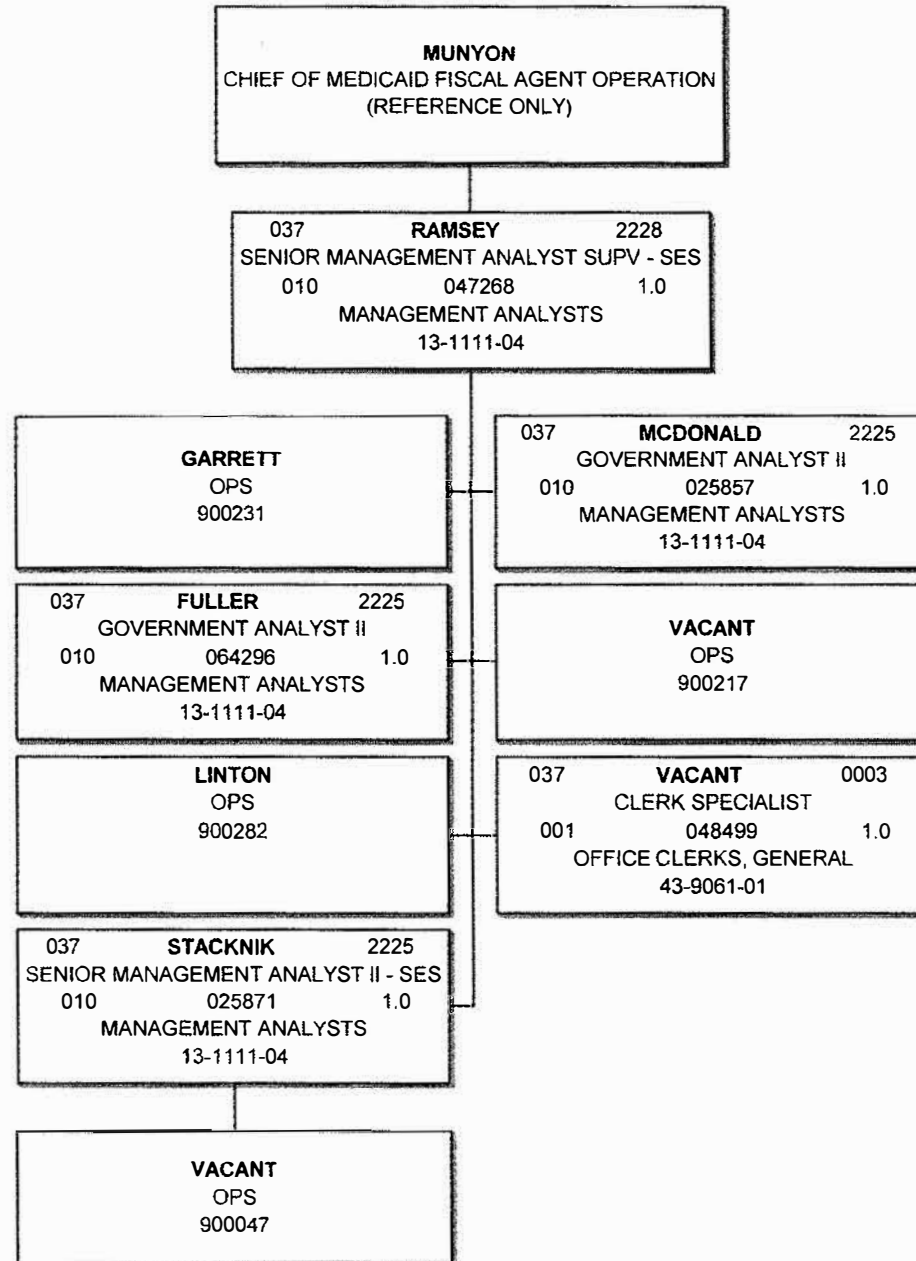 MUNYON
CHIEF OF MEDICAID FISCAL AGENT OPERATION
(REFERENCE ONLY)
037 RAMSEY 2228
SENIOR MANAGEMENT ANALYST SUPV - SES
010 047268 1.0
MANAGEMENT ANALYSTS
13-1111-04
GARRETT
OPS
900231
037 MCDONALD 2225
GOVERNMENT ANALYST II
010 025857 1.0
MANAGEMENT ANALYSTS
13-1111-04
037 FULLER 2225
GOVERNMENT ANALYST II
010 064296 1.0
MANAGEMENT ANALYSTS
13-1111-04
VACANT
OPS
900217
LINTON
OPS
900282
037 VACANT 0003
CLERK SPECIALIST
001 048499 1.0
OFFICE CLERKS, GENERAL
43-9061-01
037 STACKNIK 2225
SENIOR MANAGEMENT ANALYST II - SES
010 025871 1.0
MANAGEMENT ANALYSTS
13-1111-04
VACANT
OPS
900047